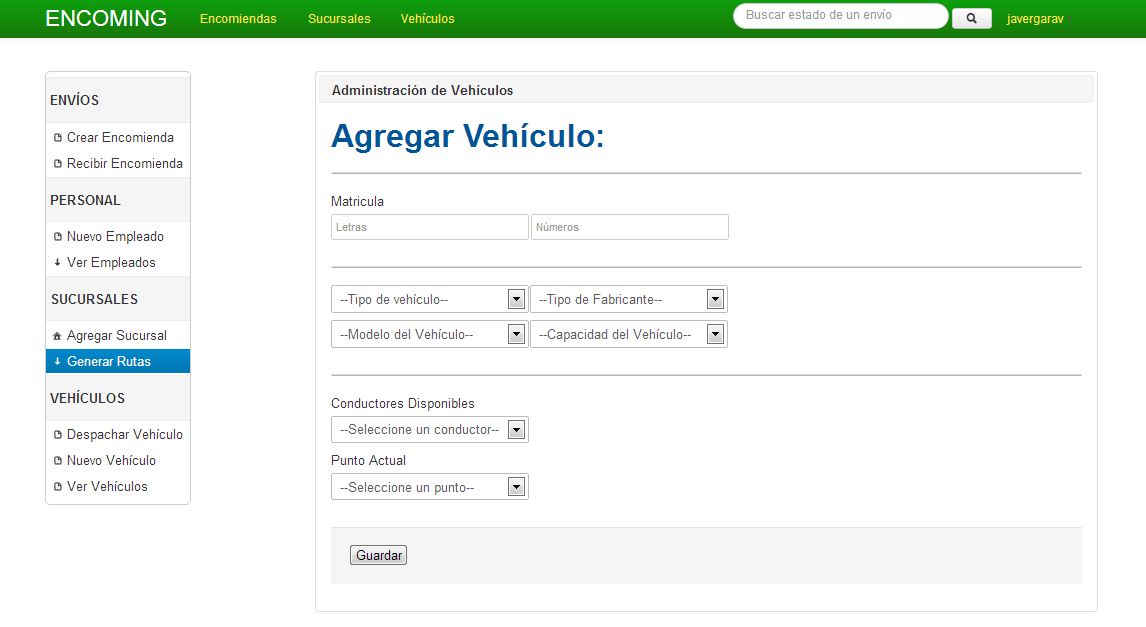 ENCOMING Encomiendas Sucursales Vehículos Buscar estado de un envío javergarav
ENVÍOS
Crear Encomienda
Recibir Encomienda
PERSONAL
Nuevo Empleado
Ver Empleados
SUCURSALES
Agregar Sucursal
Generar Rutas
VEHÍCULOS
Despachar Vehículo
Nuevo Vehículo
Ver Vehículos
Administración de Vehículos
Agregar Vehículo:
Matricula
Letras Números
--Tipo de vehículo-- --Tipo de Fabricante--
--Modelo del Vehículo-- --Capacidad del Vehículo--
Conductores Disponibles
--Seleccione un conductor--
Punto Actual
--Seleccione un punto--
Guardar